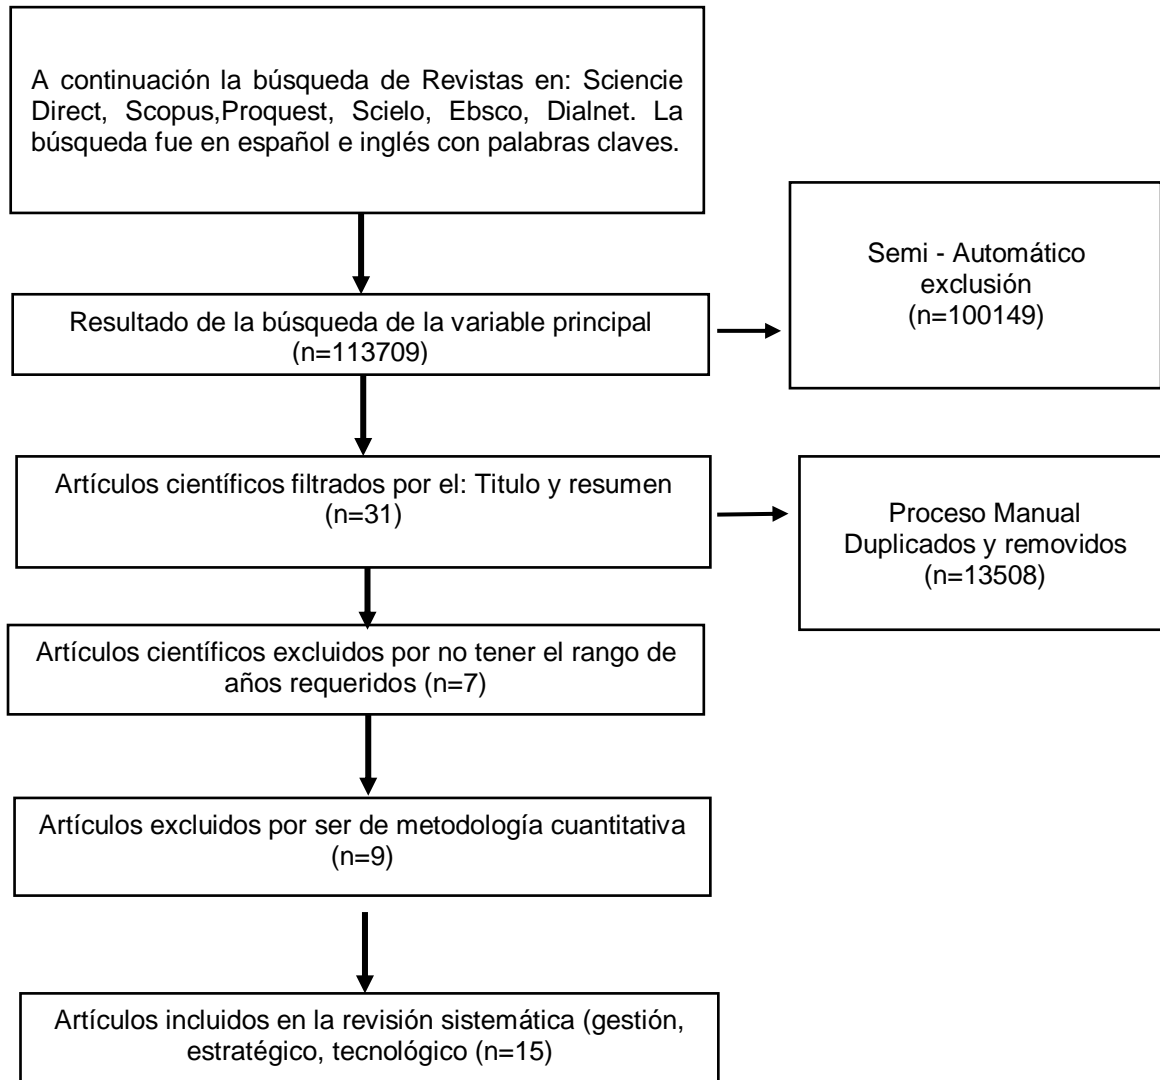 A continuación la búsqueda de Revistas en: Sciencie
Direct, Scopus,Proquest, Scielo, Ebsco, Dialnet. La
búsqueda fue en español e inglés con palabras claves.
Semi - Automático
exclusión
(n=100149)
Resultado de la búsqueda de la variable principal
(n=113709)
Artículos científicos filtrados por el: Titulo y resumen
(n=31)
Proceso Manual
Duplicados y removidos
(n=13508)
Artículos científicos excluidos por no tener el rango de
años requeridos (n=7)
Artículos excluidos por ser de metodología cuantitativa
(n=9)
Artículos incluidos en la revisión sistemática (gestión,
estratégico, tecnológico (n=15)